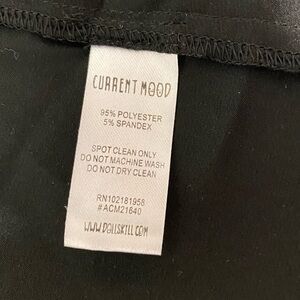 CURRENT MOOD
95% POLYESTER
5% SPANDEX
SPOT CLEAN ONLY
DO NOT MACHINE WASH
DO NOT DRY CLEAN
RN102181958
#ACM21640
WWW.DOLLSKILL.COM